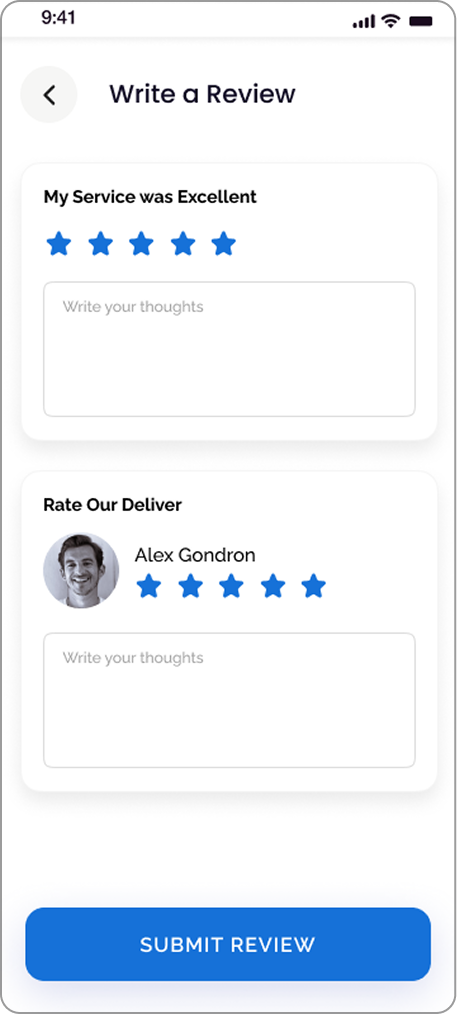 9:41
Write a Review
My Service was Excellent
Write your thoughts
Rate Our Deliver
Alex Gondron
Write your thoughts
SUBMIT REVIEW